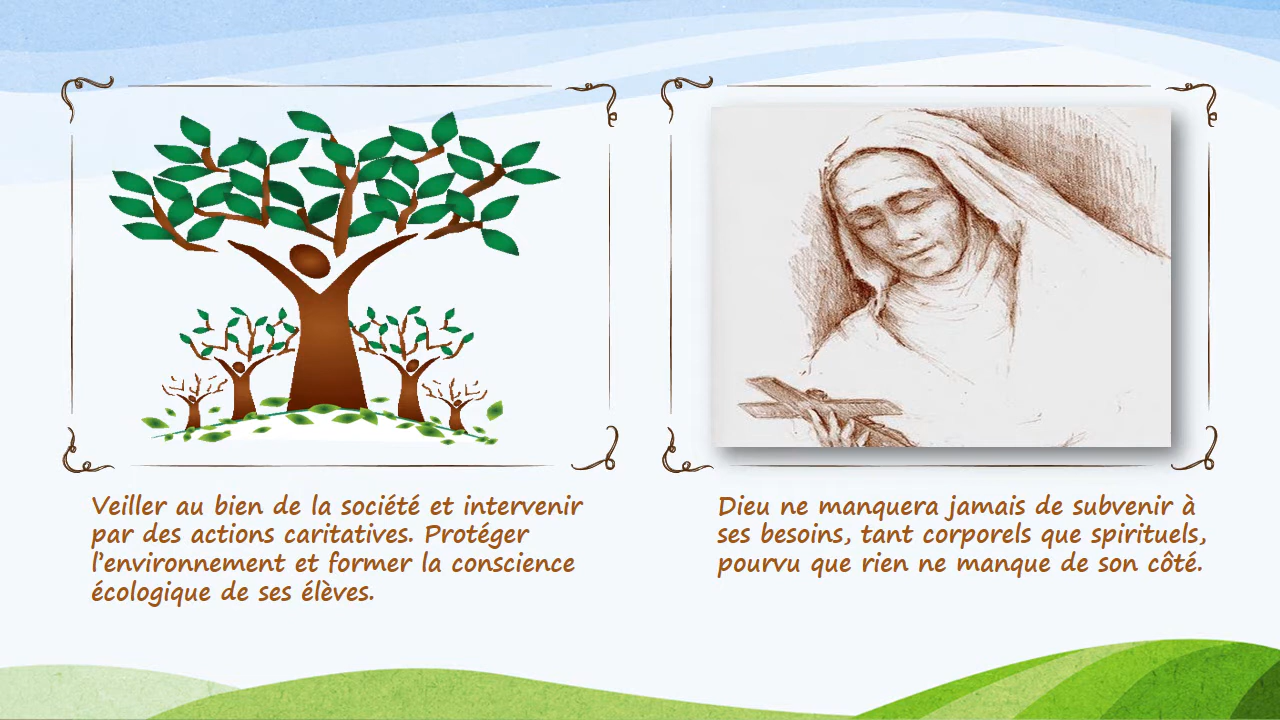 Veiller au bien de la société et intervenir
par des actions caritatives. Protéger
l'environnement et former la conscience
écologique de ses élèves.
Dieu ne manquera jamais de subvenir à
ses besoins, tant corporels que spirituels,
pourvu que rien ne manque de son côté.